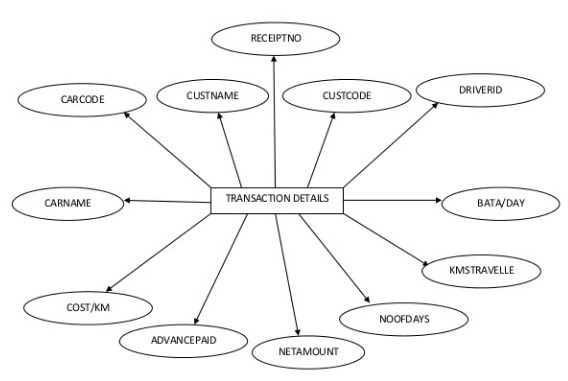 RECEIPTNO
CARCODE
CUSTNAME
CUSTCODE
DRIVERID
CARNAME
TRANSACTION DETAILS
BATA/DAY
KMSTRAVELLE
COST/KM
NOOFDAYS
ADVANCEPAID
NETAMOUNT